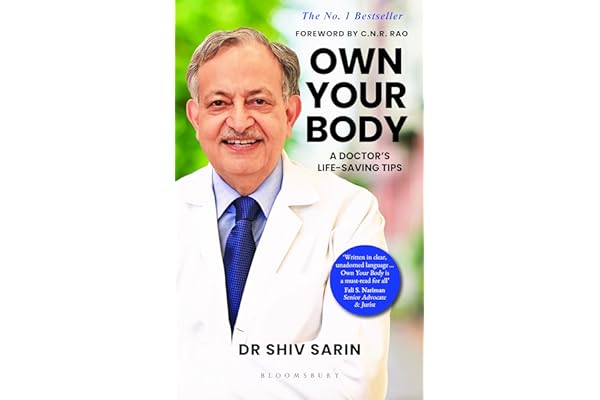 The No. 1 Bestseller
FOREWORD BY C.N.R. RAO
OWN
YOUR
BODY
A DOCTOR'S
LIFE-SAVING TIPS
'Written in clear,
unadorned language...
Own Your Body is
a must-read for all'
Fali S. Nariman
Senior Advocate
& Jurist
DR SHIV SARIN
BLOOMSBURY